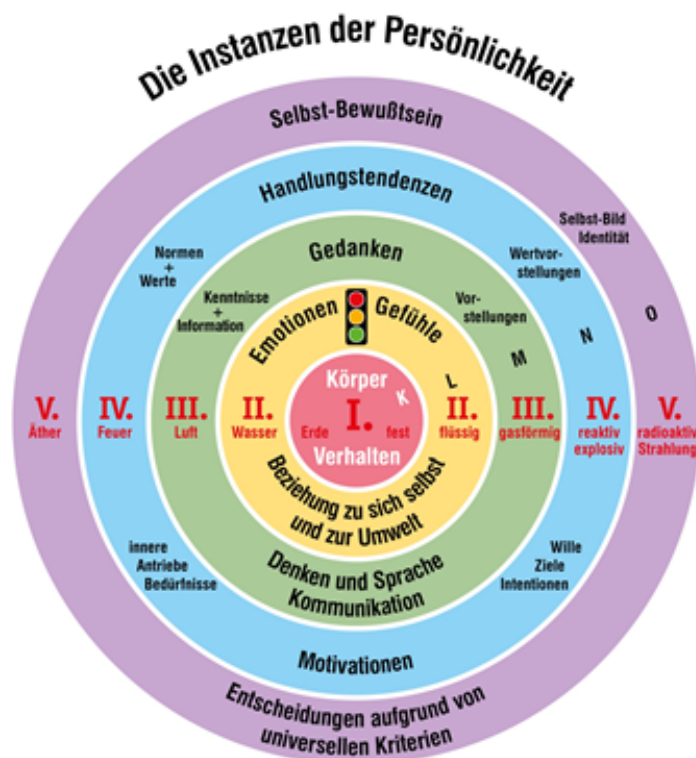 Die Instanzen der Persönlichkeit
Selbst-Bewußtsein
Handlungstendenzen
Selbst-Bild
Identität
Normen
+
Werte
Gedanken
Wertvor-
stellungen
Kenntnisse
+
Information
Vor-
stellungen
Emotionen
Gefühle
O
N
M
L
K
Körper
V.
IV.
III.
II.
I.
II.
III.
IV.
V.
Äther
Feuer
Luft
Wasser
Erde
fest
flüssig
gasförmig
reaktiv
explosiv
radioaktiv
Strahlung
Verhalten
Beziehung zu sich selbst
und zur Umwelt
innere
Antriebe
Bedürfnisse
Wille
Ziele
Intentionen
Denken und Sprache
Kommunikation
Motivationen
Entscheidungen aufgrund von
universellen Kriterien